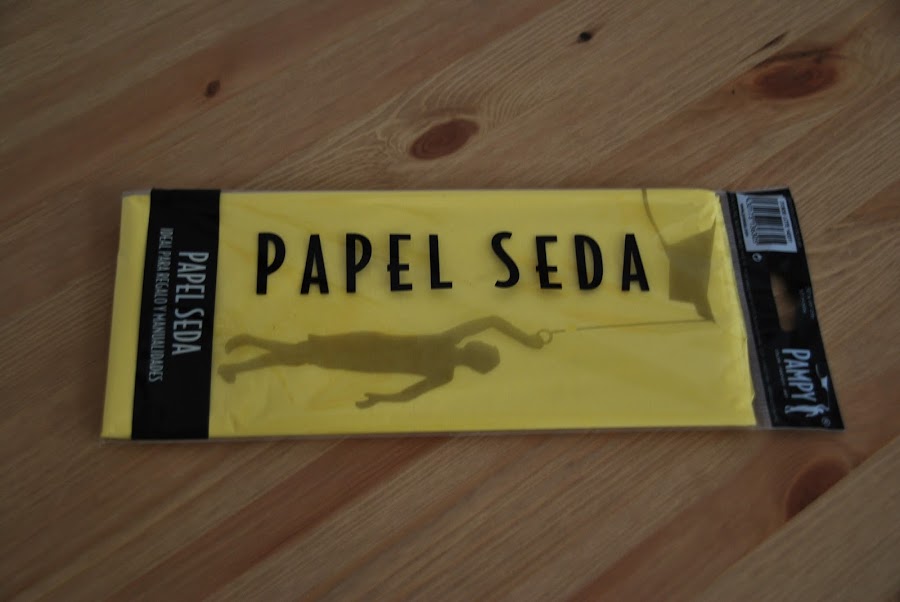 PAPEL SEDA
PAPEL SEDA
IDEAL PARA REGALO Y MANUALIDADES
PAMPY